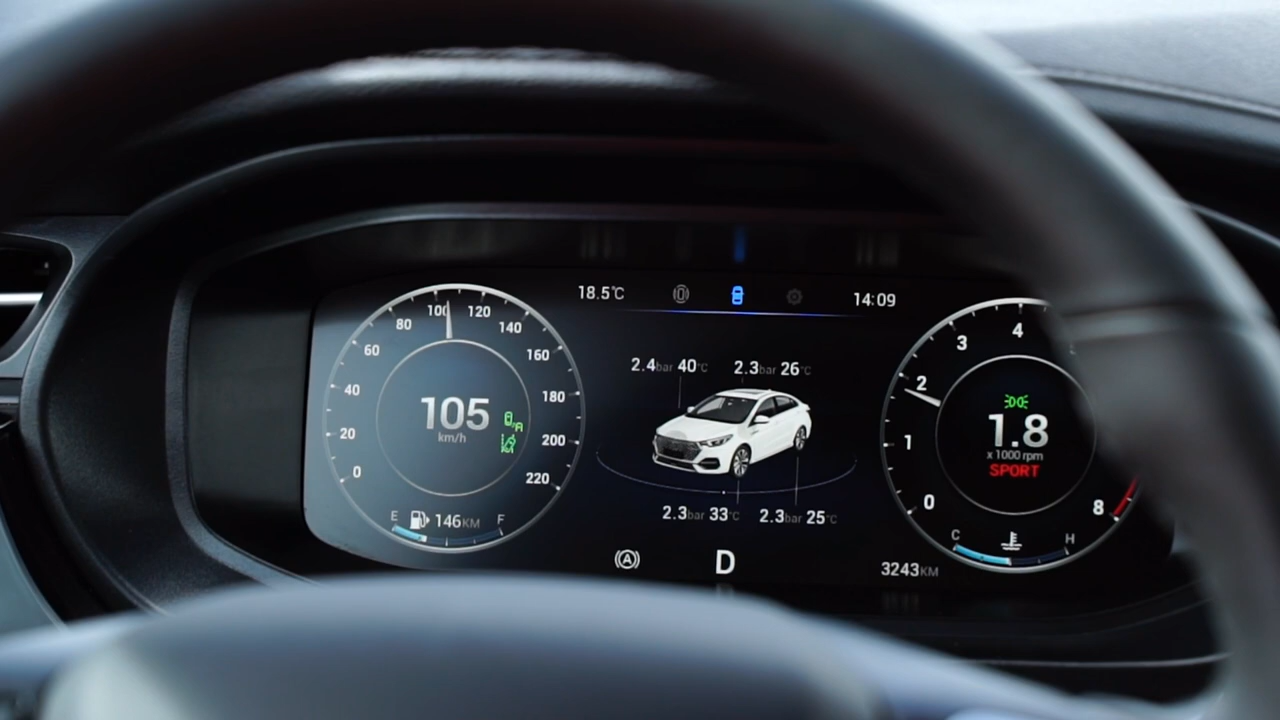 18.5°C
14:09
100
120
80
140
60
160
40
180
20
200
0
220
105
km/h
A
E
146KM
F
2.4bar 40°C
2.3bar 26°C
2.3bar 33°C
2.3bar 25°C
(A)
D
4
3
2
1
0
8
1.8
x 1000 rpm
SPORT
C
H
3243KM